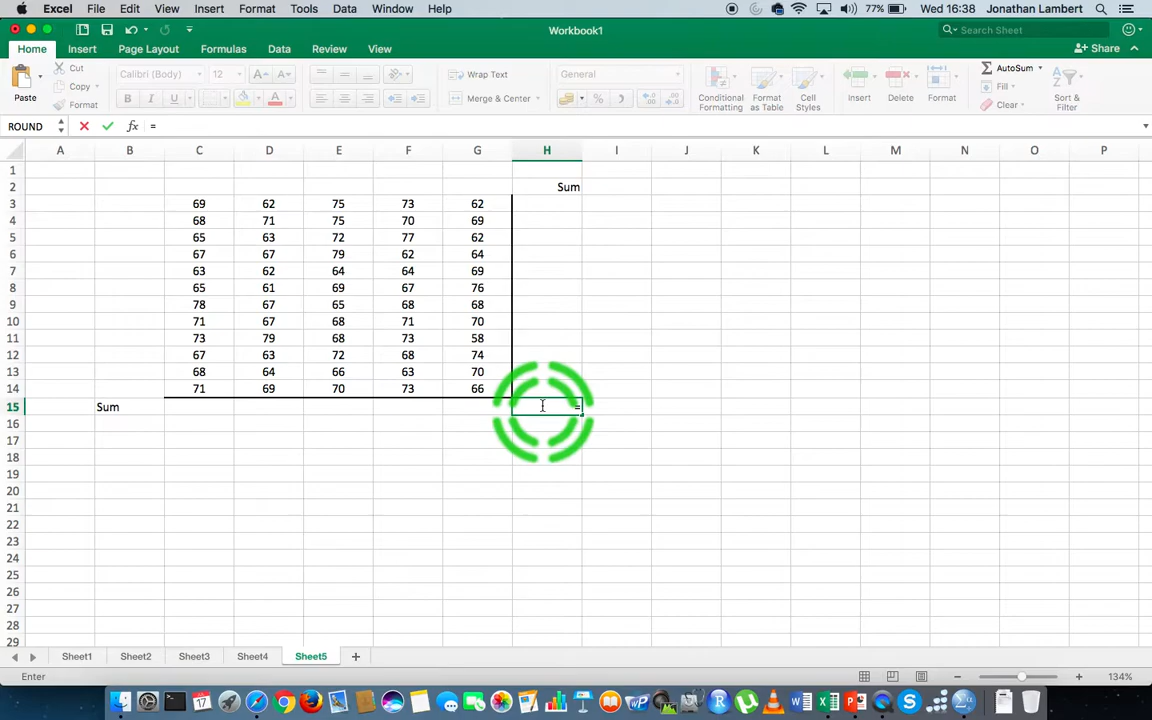 Excel File Edit View Insert Format Tools Data Window Help 77% Wed 16:38 Jonathan Lambert
Workbook1 Search Sheet
Home Insert Page Layout Formulas Data Review View Share
Paste Cut Copy Format Calibri (Body) 12 A A B I U A Wrap Text Merge & Center General % Conditional Formatting Format as Table Cell Styles Insert Delete Format AutoSum Fill Clear Sort & Filter
ROUND fx =
A B C D E F G H I J K L M N O P
1
2 Sum
3 69 62 75 73 62
4 68 71 75 70 69
5 65 63 72 77 62
6 67 67 79 62 64
7 63 62 64 64 69
8 65 61 69 67 76
9 78 67 65 68 68
10 71 67 68 71 70
11 73 79 68 73 58
12 67 63 72 68 74
13 68 64 66 63 70
14 71 69 70 73 66
15 Sum =
16
17
18
19
20
21
22
23
24
25
26
27
28
29
Sheet1 Sheet2 Sheet3 Sheet4 Sheet5 +
Enter 134%
17